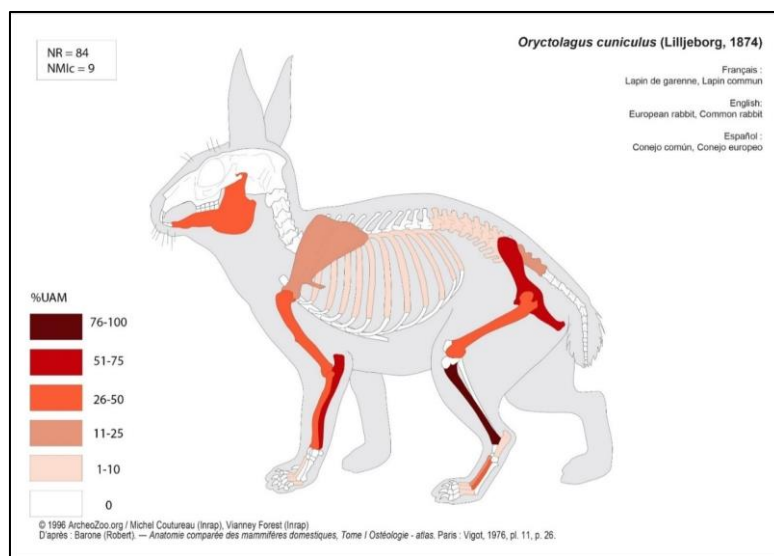 NR = 84
NMIc = 9
Oryctolagus cuniculus (Lilljeborg, 1874)
Français :
Lapin de garenne, Lapin commun
English:
European rabbit, Common rabbit
Español :
Conejo común, Conejo europeo
%UAM
76-100
51-75
26-50
11-25
1-10
0
© 1996 ArcheoZoo.org / Michel Coutureau (Inrap), Vianney Forest (Inrap)
D'après : Barone (Robert). — Anatomie comparée des mammifères domestiques, Tome I Ostéologie - atlas. Paris : Vigot, 1976, pl. 11, p. 26.